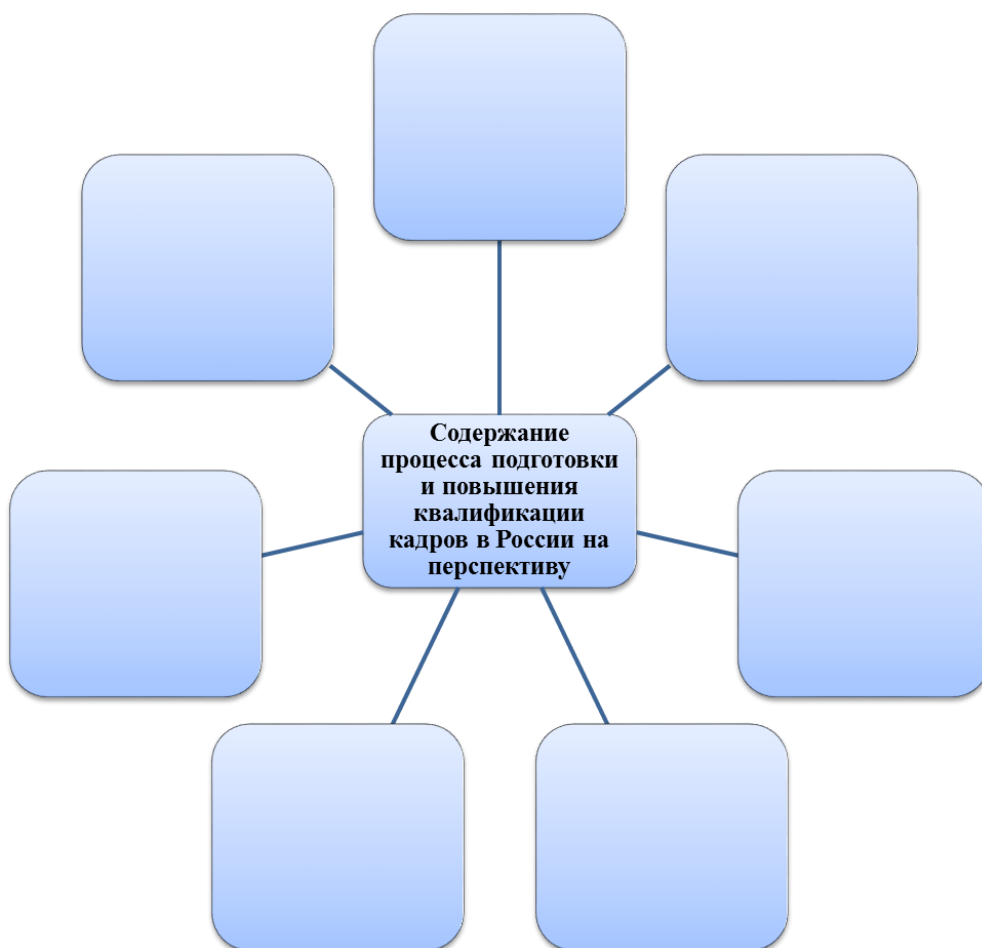 Содержание
процесса подготовки
и повышения
квалификации
кадров в России на
перспективу